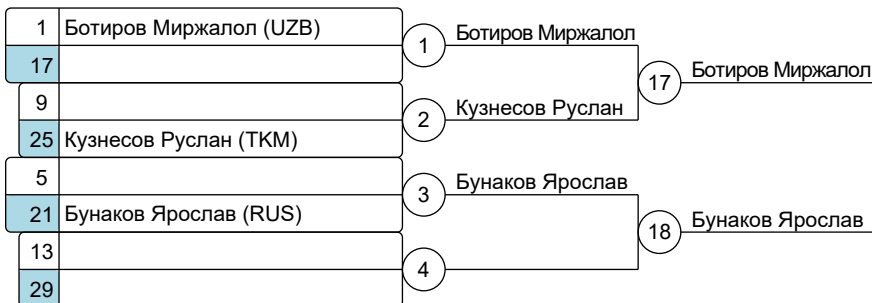 1 Ботиров Миржалол (UZB)
17
9
25 Кузнесов Руслан (TKM)
5
21 Бунаков Ярослав (RUS)
13
29
1 Ботиров Миржалол
2 Кузнесов Руслан
3 Бунаков Ярослав
4
17 Ботиров Миржалол
18 Бунаков Ярослав